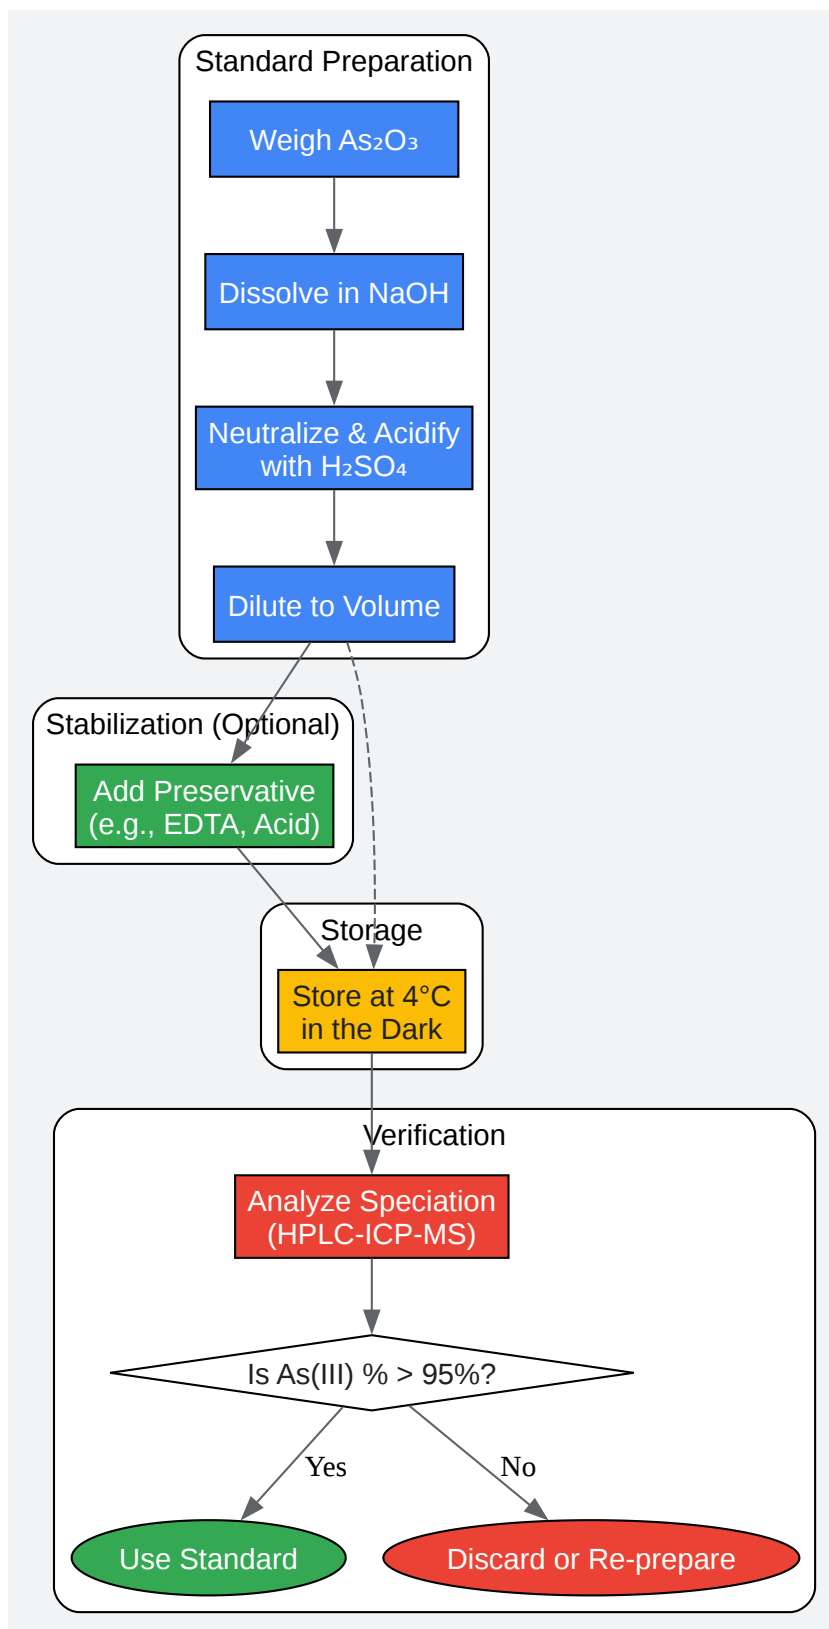 Standard Preparation
Weigh As₂O₃
Dissolve in NaOH
Neutralize & Acidify
with H₂SO₄
Dilute to Volume
Stabilization (Optional)
Add Preservative
(e.g., EDTA, Acid)
Storage
Store at 4°C
in the Dark
Verification
Analyze Speciation
(HPLC-ICP-MS)
Is As(III) % > 95%?
Yes
No
Use Standard
Discard or Re-prepare